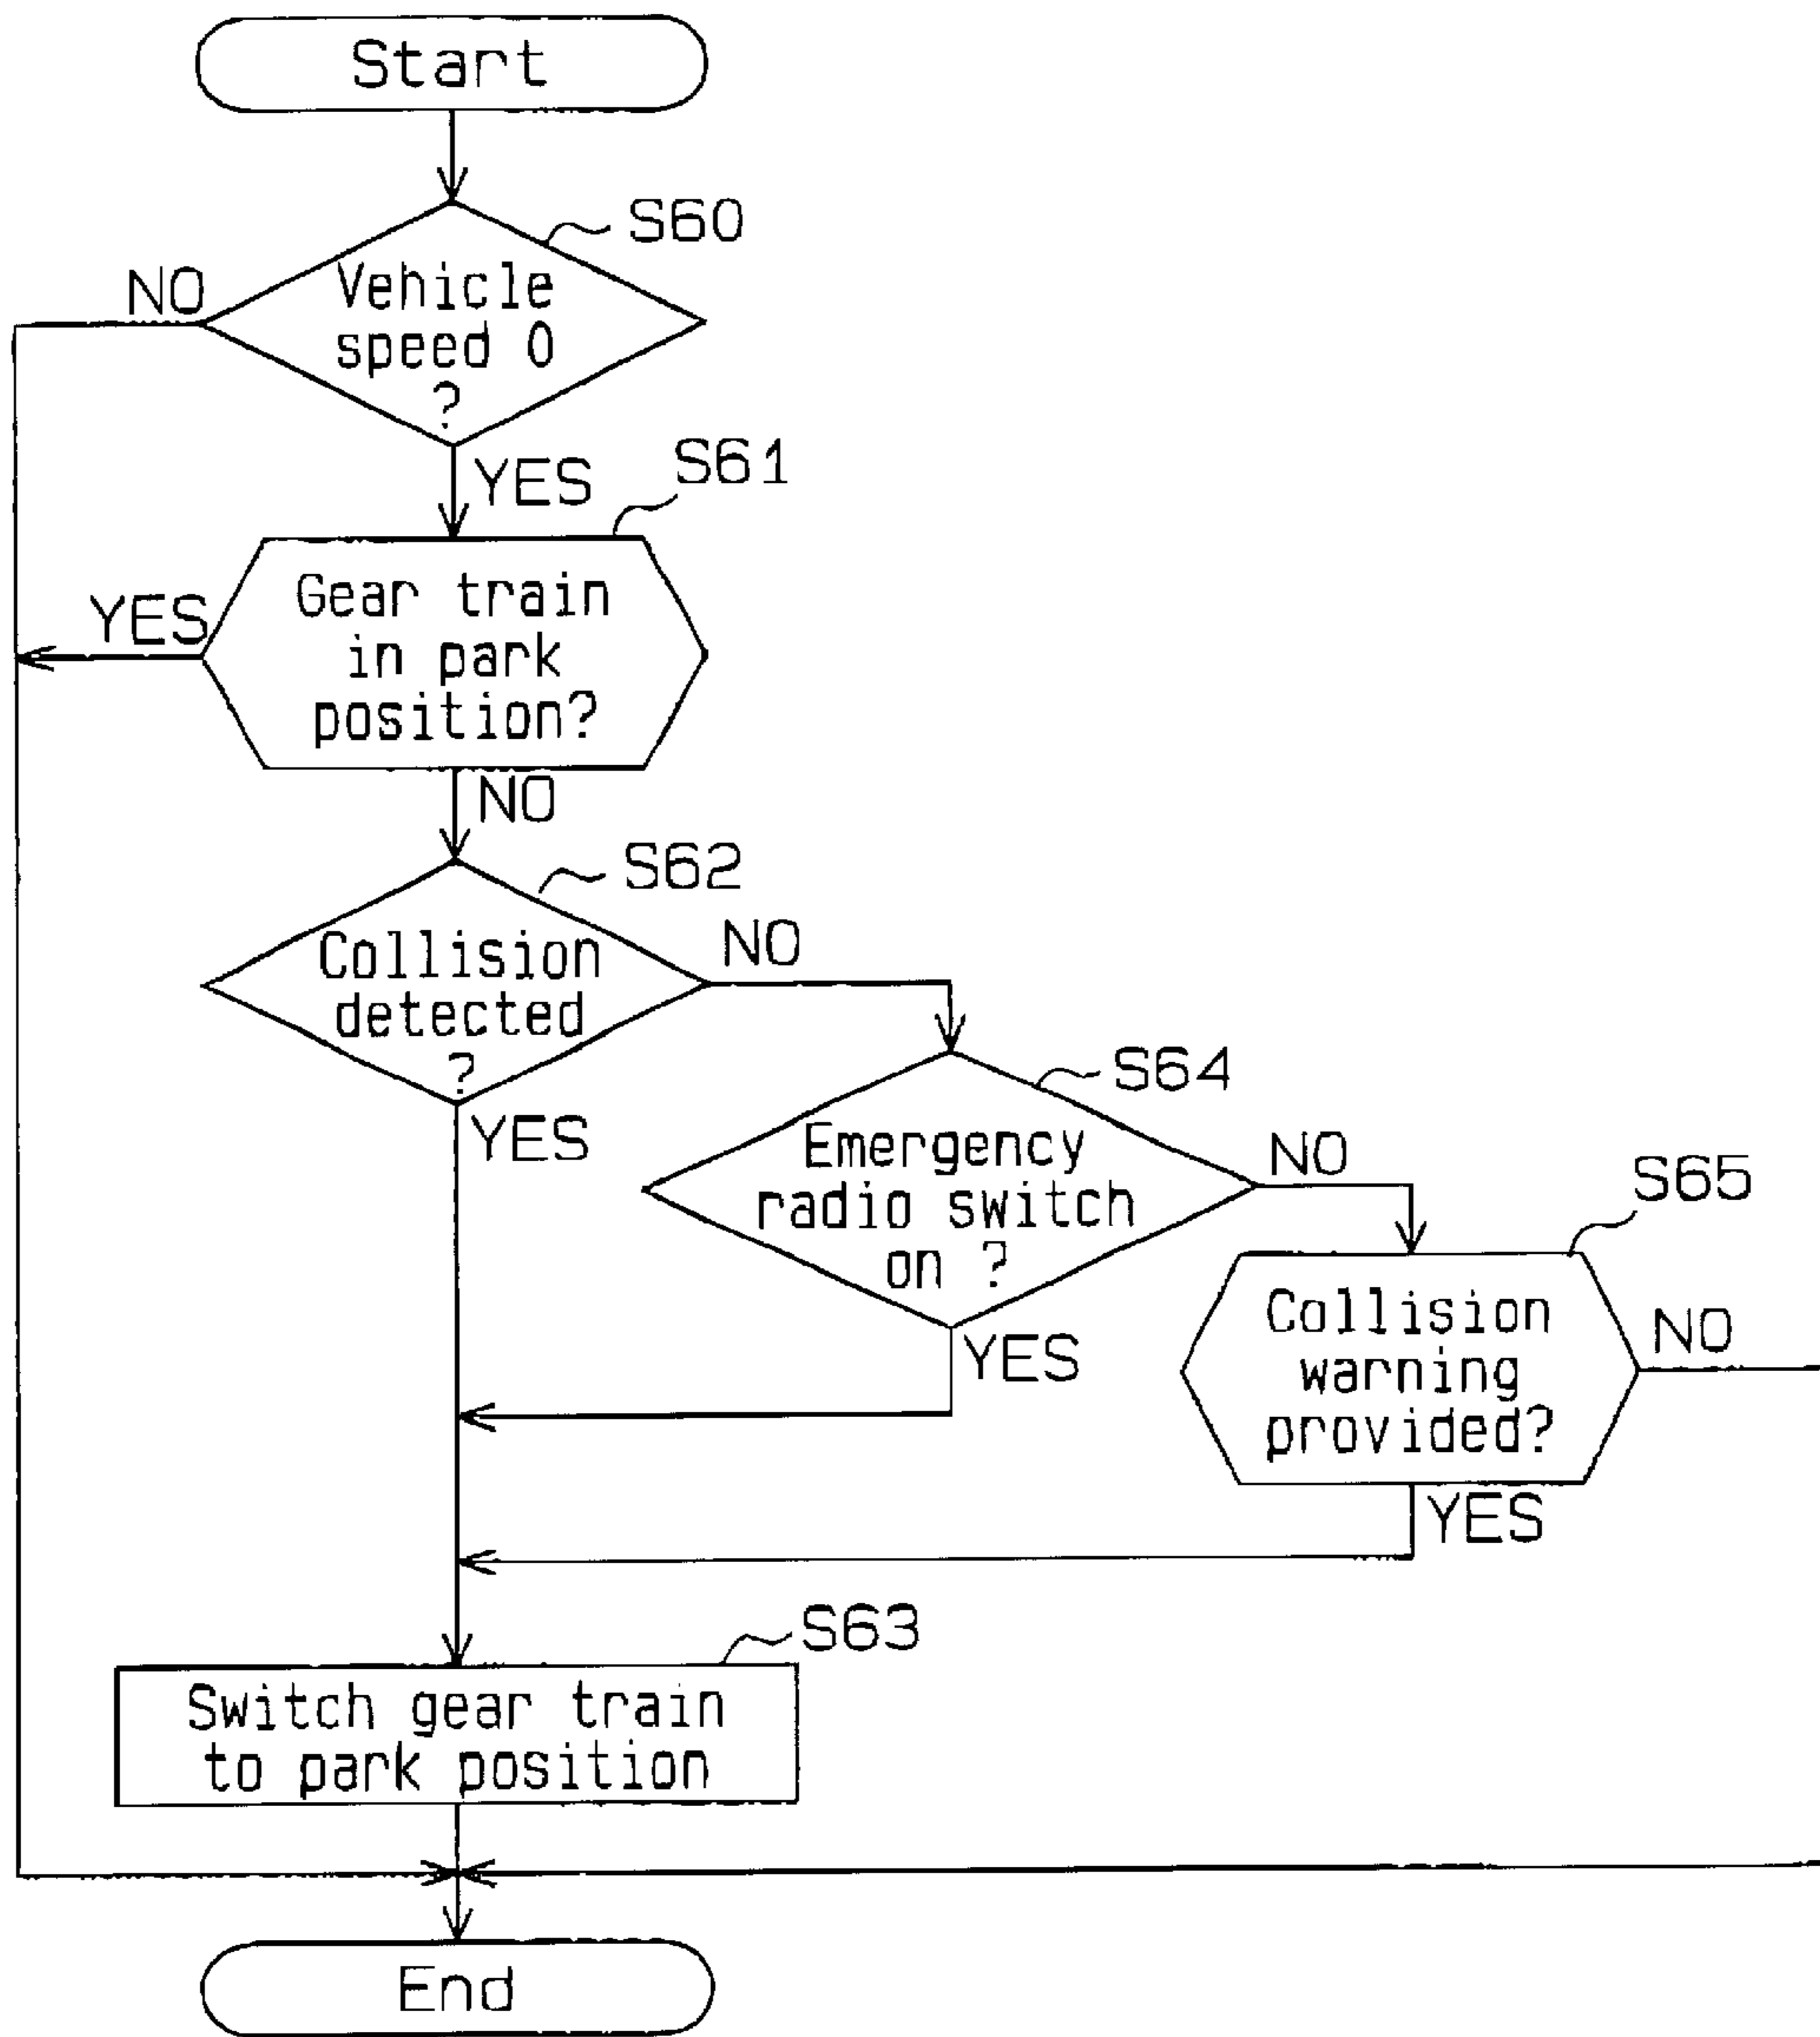 Start
S60
NO
Vehicle
speed 0
?
YES
S61
Gear train
in park
position?
YES
NO
S62
Collision
detected
?
NO
YES
S64
Emergency
radio switch
on ?
NO
YES
S65
Collision
warning
provided?
NO
YES
S63
Switch gear train
to park position
End